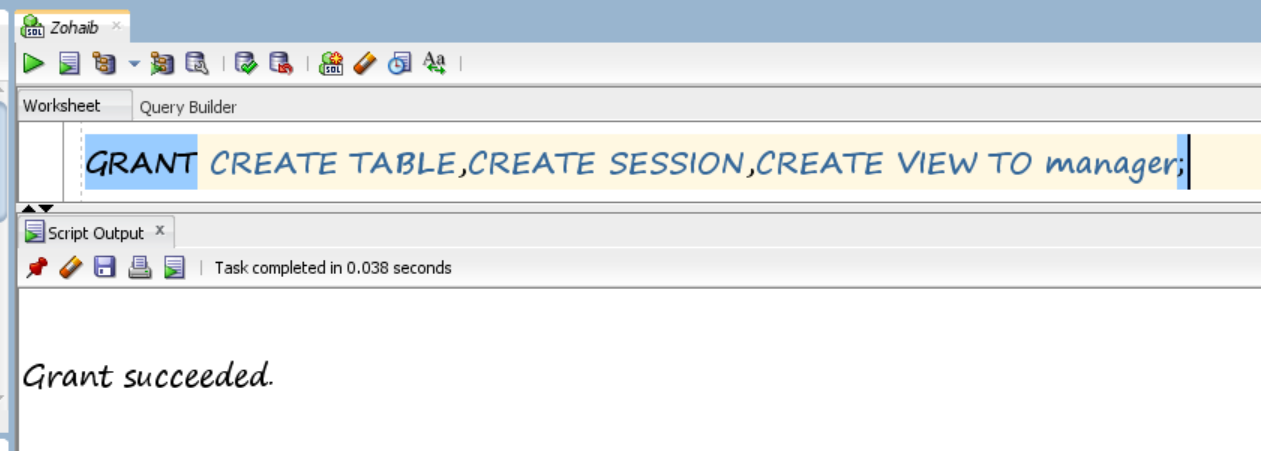 Zohaib
Worksheet Query Builder
GRANT CREATE TABLE,CREATE SESSION,CREATE VIEW TO manager;
Script Output x
Task completed in 0.038 seconds
Grant succeeded.